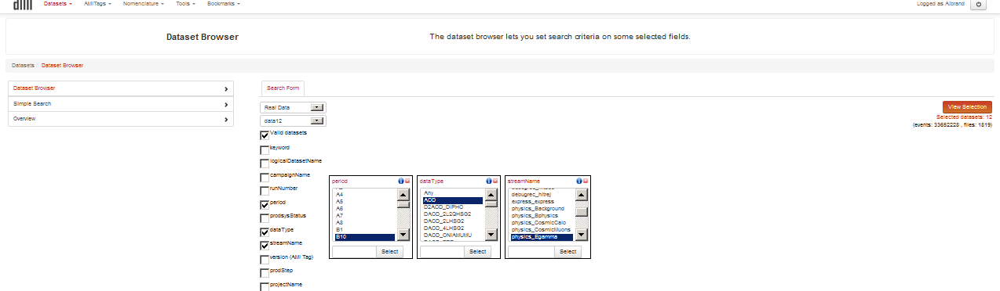 Datasets AMITags Nomenclature Tools Bookmarks Logged as Albrand
Dataset Browser The dataset browser lets you set search criteria on some selected fields.
Datasets / Dataset Browser
Dataset Browser
Simple Search
Overview
Search Form
Real Data
data12
View Selection
Selected datasets: 12
(events: 33652228 , files: 1819)
Valid datasets
keyword
logicalDatasetName
campaignName
runNumber
period
prodsysStatus
dataType
streamName
version (AMI Tag)
prodStep
projectName
period
A4
A5
A6
A7
A8
B1
B10
Select
dataType
Any
AOD
D2AOD_DIPHO
DAOD_2L2QHSG2
DAOD_2LHSG2
DAOD_4LHSG2
DAOD_ONIAMUMU
Select
streamName
debugrec_hltrej
express_express
physics_Background
physics_Bphysics
physics_CosmicCalo
physics_CosmicMuons
physics_Egamma
Select